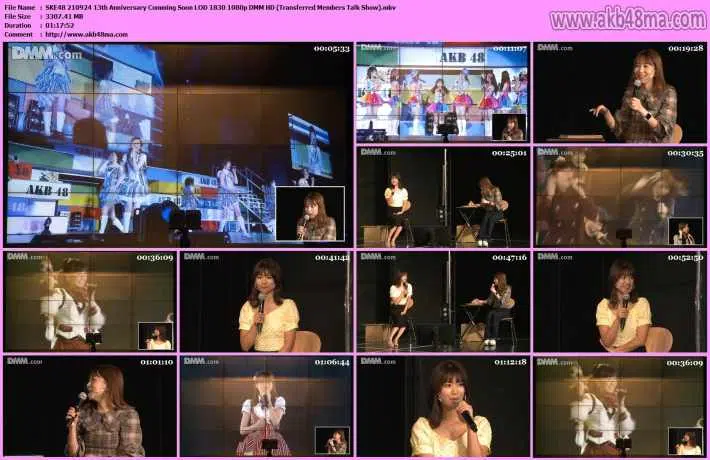 File Name : SKE48 210924 13th Anniversary Cumming Soon LOD 1830 1080p DMM HD (Transferred Members Talk Show).mkv
File Size : 3307.41 MB
Duration : 01:17:52
Comment : http://www.akb48ma.com
www.akb48ma.com
DMM.com 00:05:33
AKB 48
DMM.com 00:11:07
AKB 48
DMM.com 00:19:28
DMM.com 00:25:01
DMM.com 00:30:35
DMM.com 00:36:09
DMM.com 00:41:42
DMM.com 00:47:16
DMM.com 00:52:50
DMM.com 01:01:10
DMM.com 01:06:44
DMM.com 01:12:18
DMM.com 00:36:09